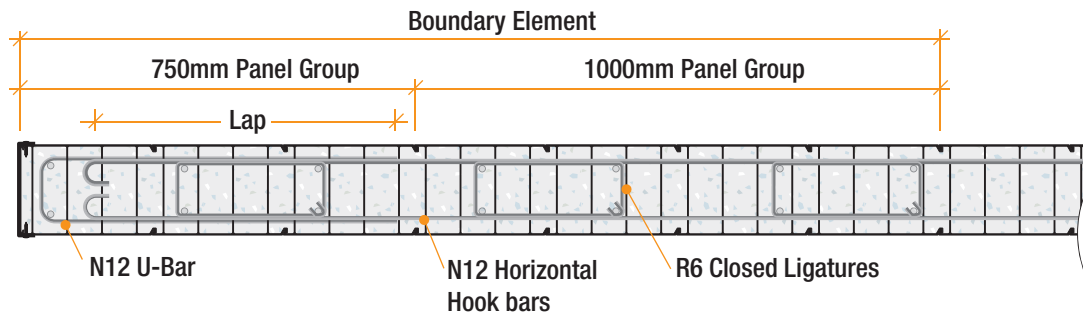 Boundary Element
750mm Panel Group
1000mm Panel Group
Lap
N12 U-Bar
N12 Horizontal
Hook bars
R6 Closed Ligatures